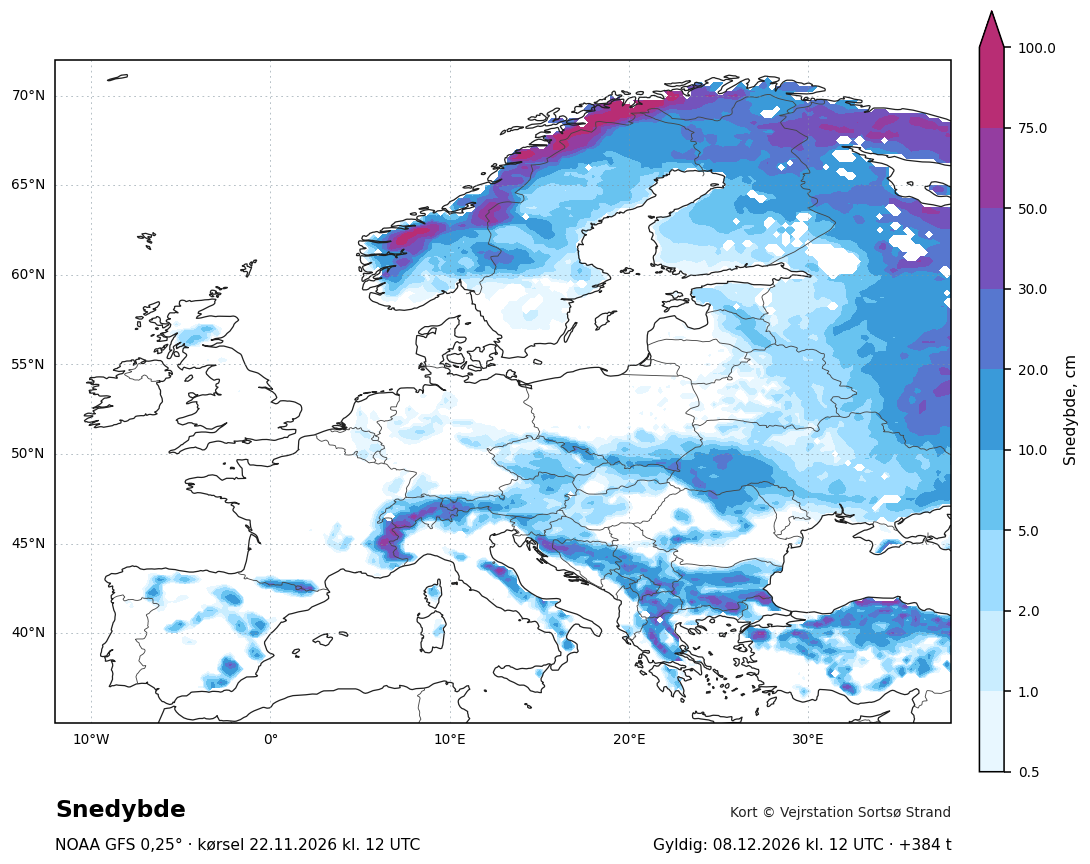 100.0
75.0
50.0
30.0
20.0
10.0
5.0
2.0
1.0
0.5
Snedybde, cm
70°N
65°N
60°N
55°N
50°N
45°N
40°N
10°W
0°
10°E
20°E
30°E
Snedybde
Kort © Vejrstation Sortsø Strand
NOAA GFS 0,25° · kørsel 22.11.2026 kl. 12 UTC
Gyldig: 08.12.2026 kl. 12 UTC · +384 t